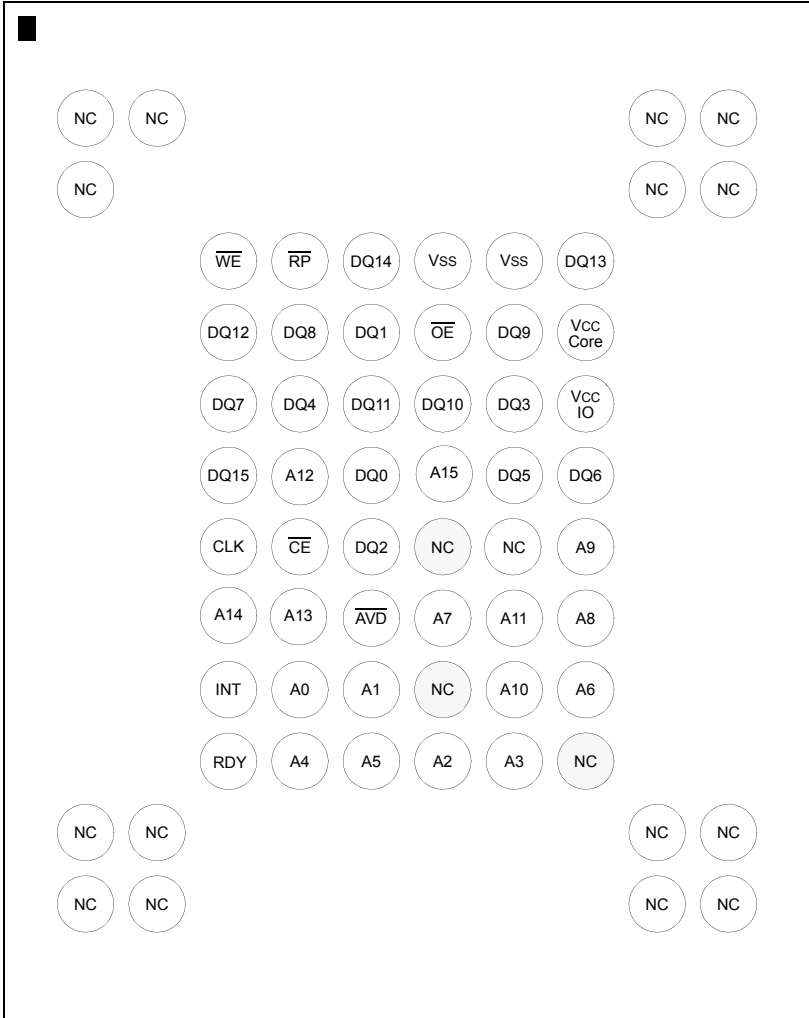 NC NC NC NC
NC NC NC
WE RP DQ14 VSS VSS DQ13
DQ12 DQ8 DQ1 OE DQ9 VCC Core
DQ7 DQ4 DQ11 DQ10 DQ3 VCC IO
DQ15 A12 DQ0 A15 DQ5 DQ6
CLK CE DQ2 NC NC A9
A14 A13 AVD A7 A11 A8
INT A0 A1 NC A10 A6
RDY A4 A5 A2 A3 NC
NC NC NC NC
NC NC NC NC